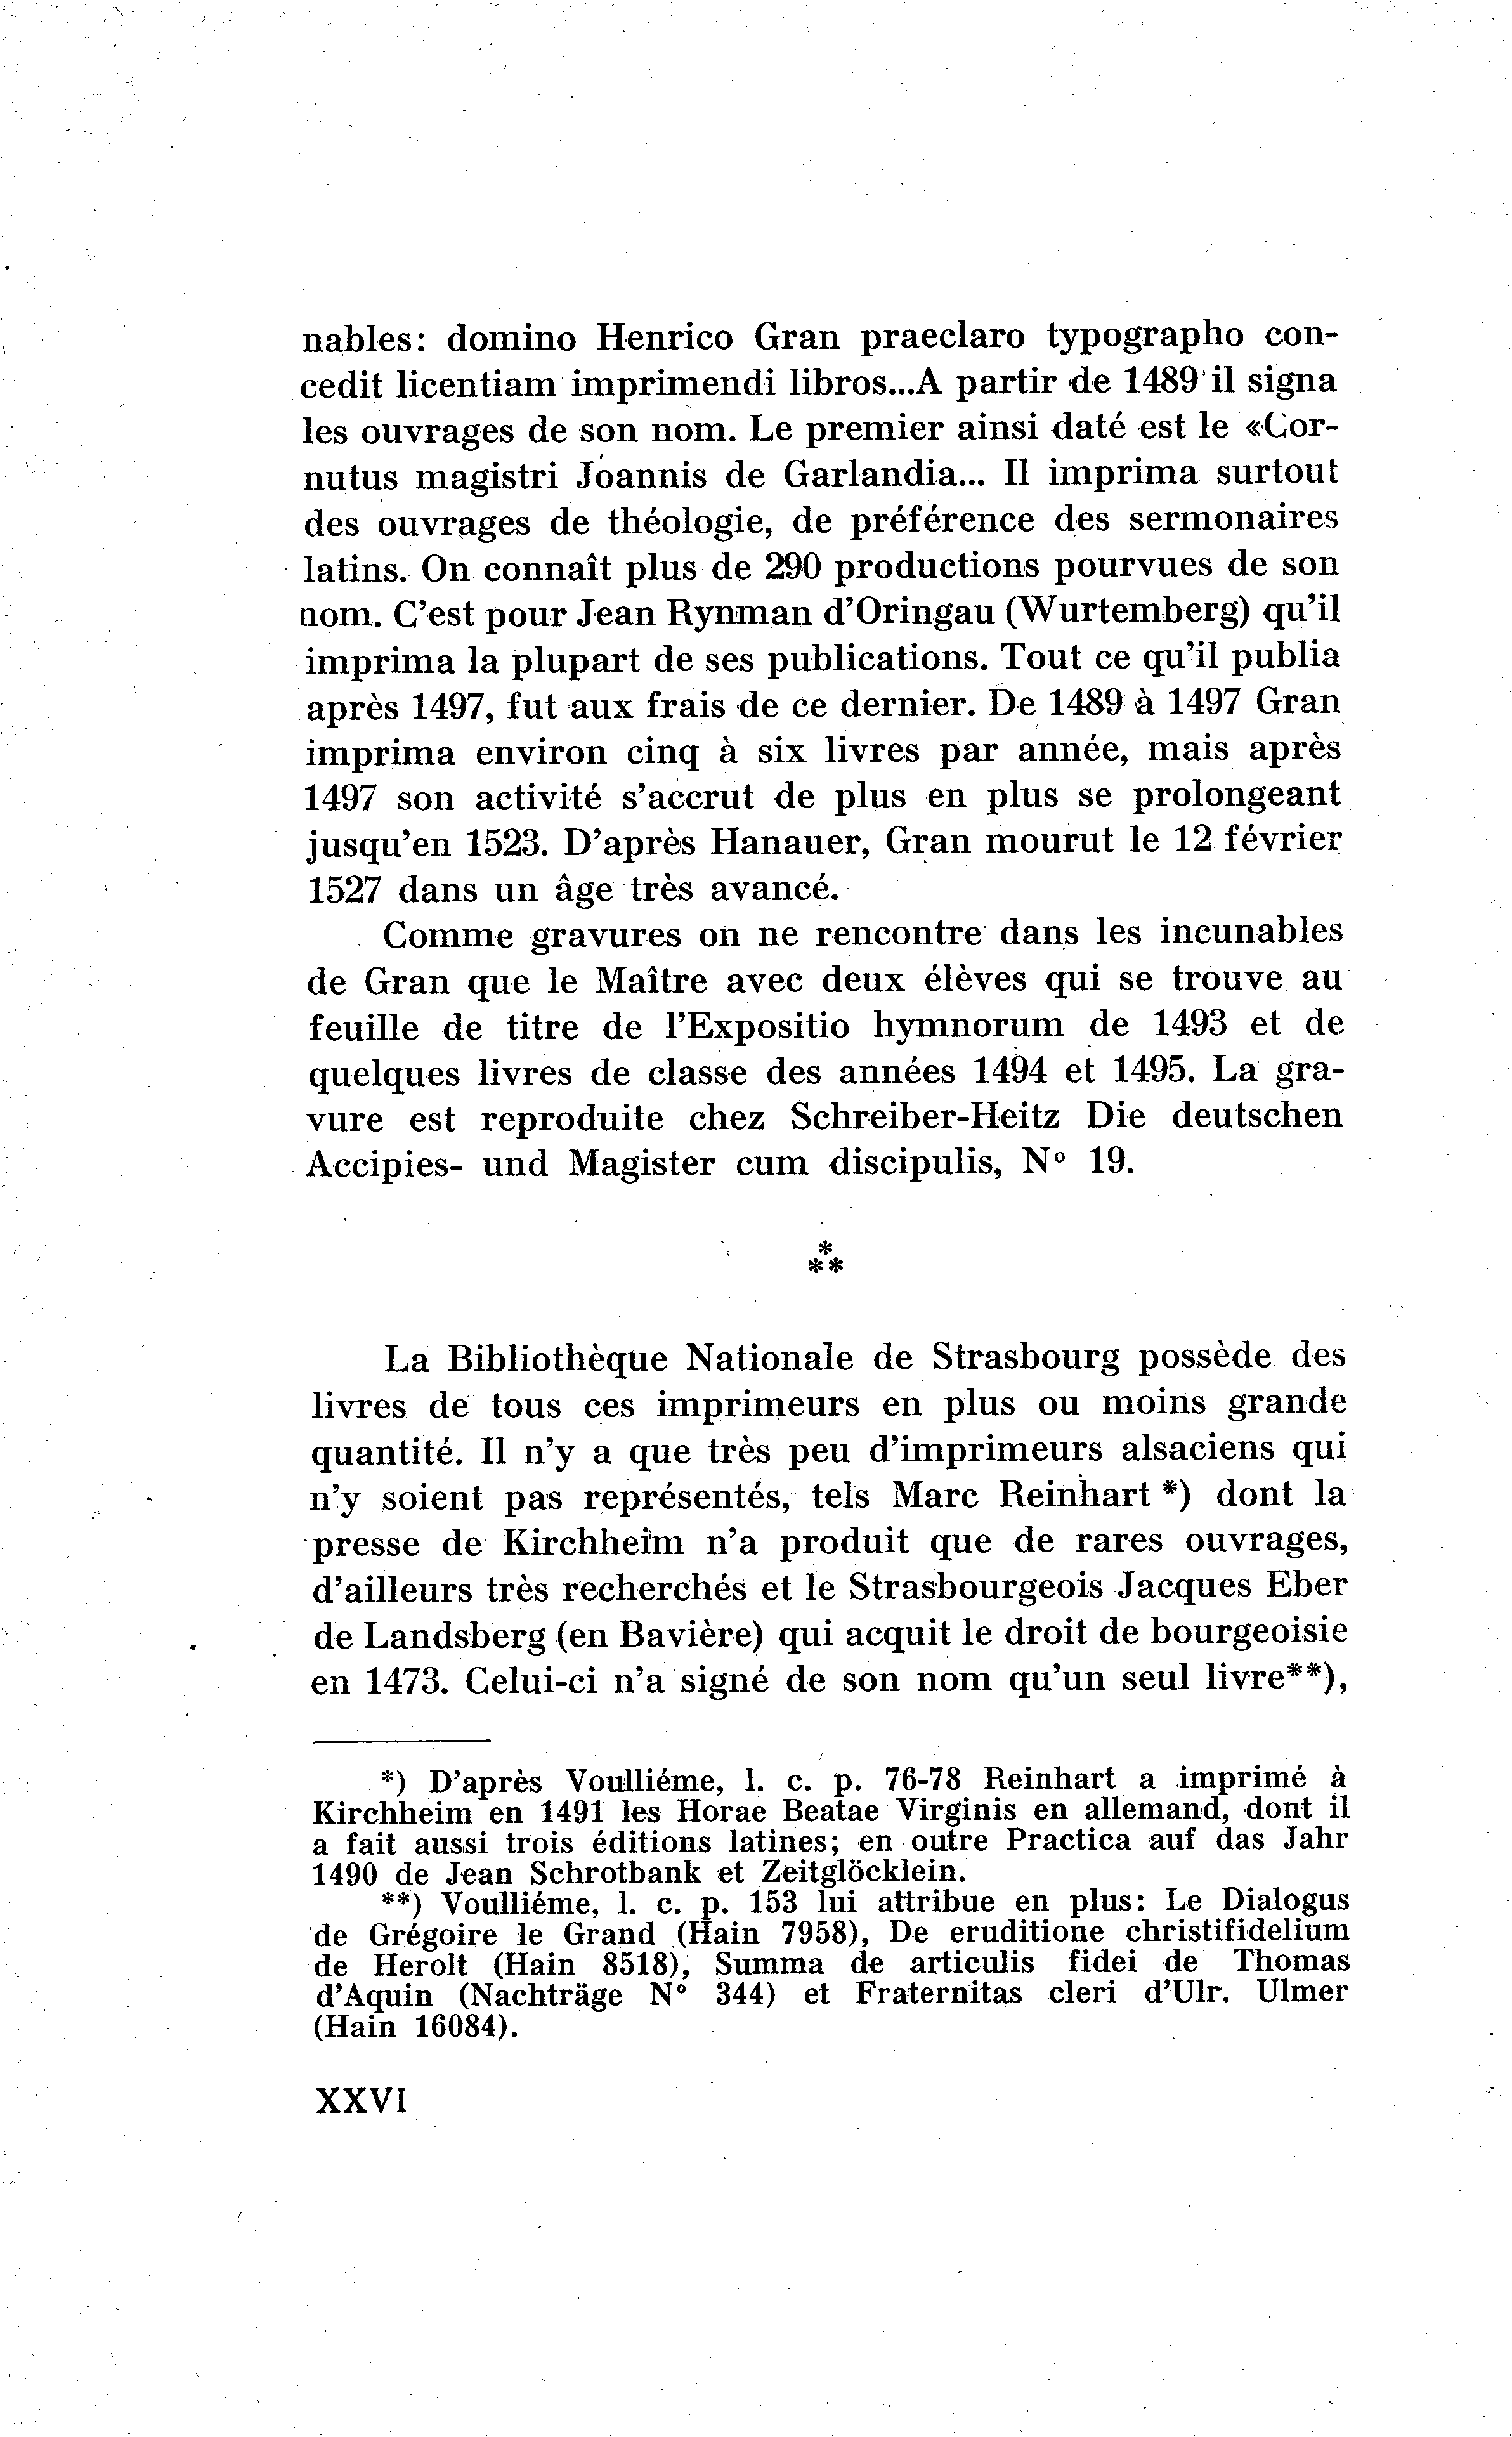 nables: domino Henrico Gran praeclaro typographo con-
cedit licentiam imprimendi libros...A partir de 1489 il signa
les ouvrages de son nom. Le premier ainsi daté est le «Cor-
nutus magistri Joannis de Garlandia... Il imprima surtout
des ouvrages de théologie, de préférence des sermonaires
latins. On connaît plus de 290 productions pourvues de son
nom. C'est pour Jean Rynman d'Oringau (Wurtemberg) qu'il
imprima la plupart de ses publications. Tout ce qu'il publia
après 1497, fut aux frais de ce dernier. De 1489 à 1497 Gran
imprima environ cinq à six livres par année, mais après
1497 son activité s'accrut de plus en plus se prolongeant
jusqu'en 1523. D'après Hanauer, Gran mourut le 12 février
1527 dans un âge très avancé.
Comme gravures on ne rencontre dans les incunables
de Gran que le Maître avec deux élèves qui se trouve au
feuille de titre de l'Expositio hymnorum de 1493 et de
quelques livres de classe des années 1494 et 1495. La gra-
vure est reproduite chez Schreiber-Heitz Die deutschen
Accipies- und Magister cum discipulis, Nº 19.
*
**
La Bibliothèque Nationale de Strasbourg possède des
livres de tous ces imprimeurs en plus ou moins grande
quantité. Il n'y a que très peu d'imprimeurs alsaciens qui
n'y soient pas représentés, tels Marc Reinhart *) dont la
presse de Kirchheim n'a produit que de rares ouvrages,
d'ailleurs très recherchés et le Strasbourgeois Jacques Eber
de Landsberg (en Bavière) qui acquit le droit de bourgeoisie
en 1473. Celui-ci n'a signé de son nom qu'un seul livre**),
*) D'après Voulliéme, l. c. p. 76-78 Reinhart a imprimé à
Kirchheim en 1491 les Horae Beatae Virginis en allemand, dont il
a fait aussi trois éditions latines; en outre Practica auf das Jahr
1490 de Jean Schrotbank et Zeitglöcklein.
**) Voulliéme, l. c. p. 153 lui attribue en plus: Le Dialogus
de Grégoire le Grand (Hain 7958), De eruditione christifidelium
de Herolt (Hain 8518), Summa de articulis fidei de Thomas
d'Aquin (Nachträge Nº 344) et Fraternitas cleri d'Ulr. Ulmer
(Hain 16084).
XXVI